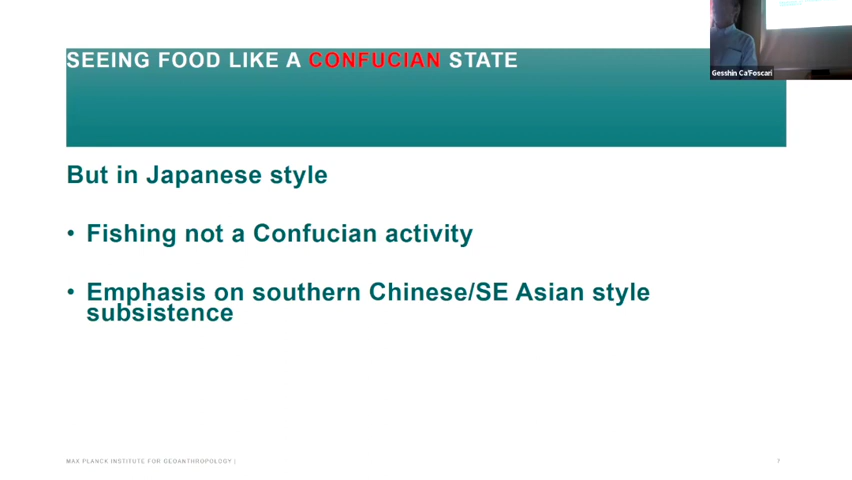 SEEING FOOD LIKE A CONFUCIAN STATE
Gesshin Ca'Foscari
But in Japanese style
• Fishing not a Confucian activity
• Emphasis on southern Chinese/SE Asian style
subsistence
MAX PLANCK INSTITUTE FOR GEOANTHROPOLOGY |
7